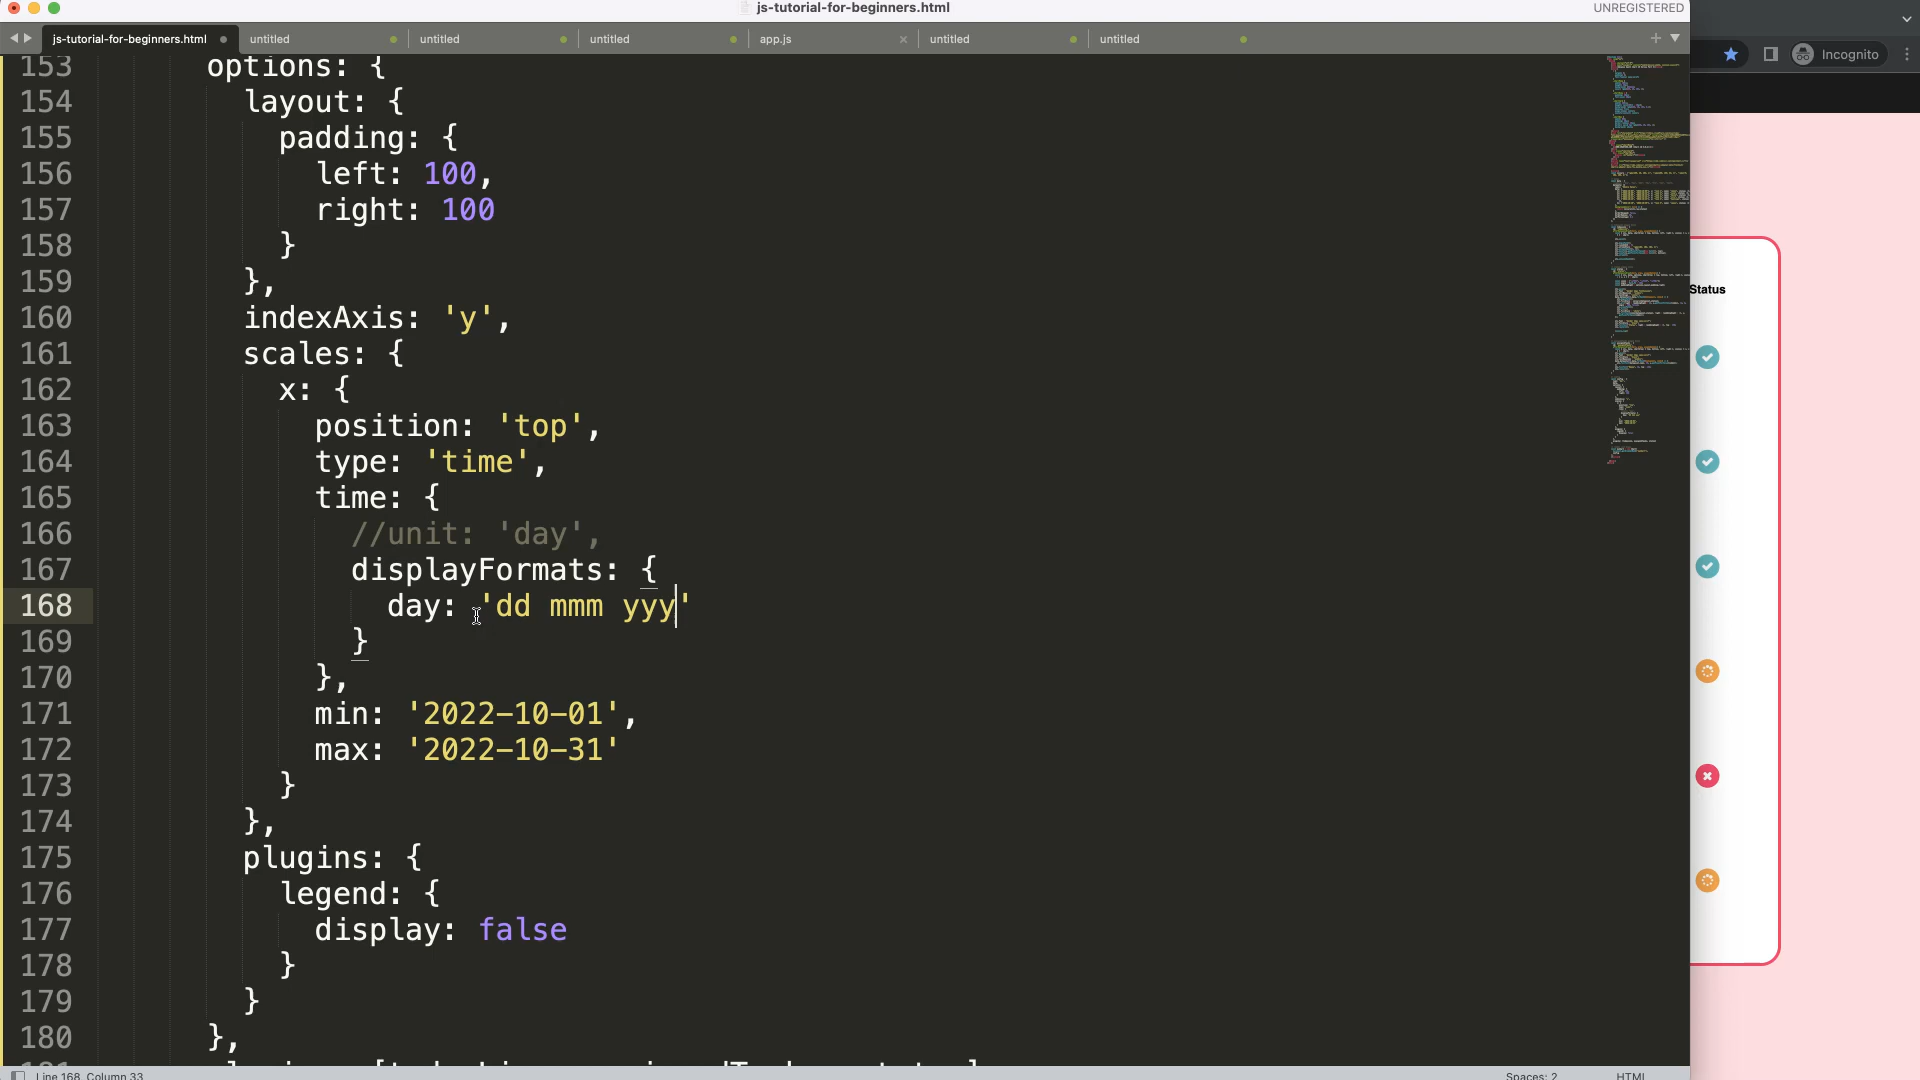 js-tutorial-for-beginners.html
UNREGISTERED
js-tutorial-for-beginners.html
untitled
untitled
untitled
app.js
untitled
untitled
Incognito
153 options: {
154 layout: {
155 padding: {
156 left: 100,
157 right: 100
158 }
159 },
160 indexAxis: 'y',
161 scales: {
162 x: {
163 position: 'top',
164 type: 'time',
165 time: {
166 //unit: 'day',
167 displayFormats: {
168 day: 'dd mmm yyy'
169 }
170 },
171 min: '2022-10-01',
172 max: '2022-10-31'
173 }
174 },
175 plugins: {
176 legend: {
177 display: false
178 }
179 }
180 },
Status
Line 168, Column 33
Spaces: 2
HTML